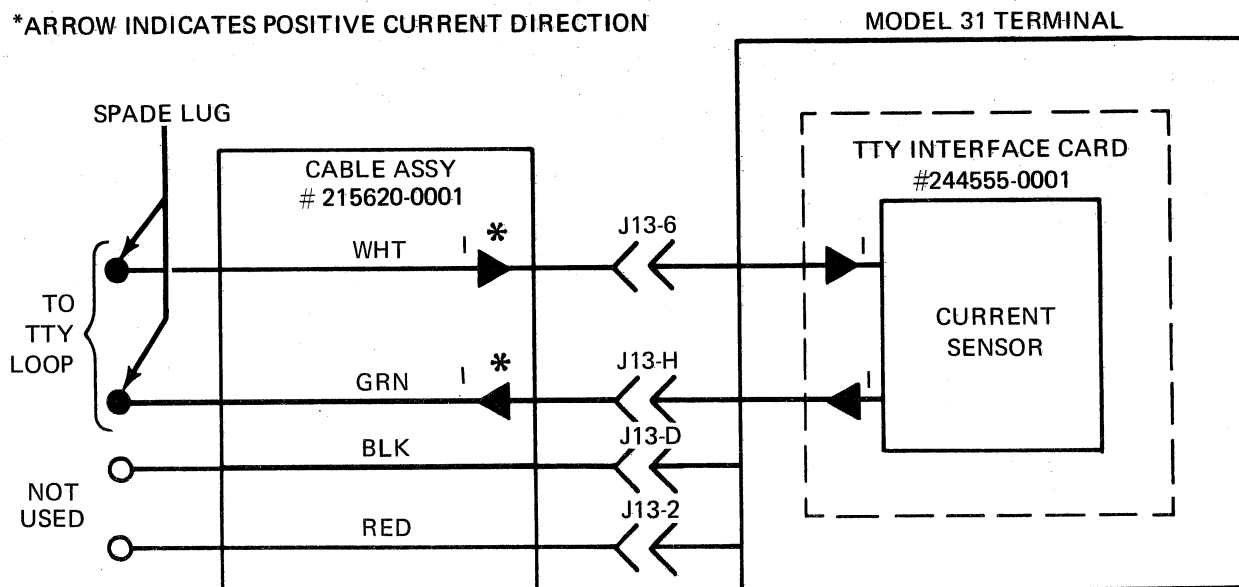 *ARROW INDICATES POSITIVE CURRENT DIRECTION
MODEL 31 TERMINAL
SPADE LUG
CABLE ASSY
# 215620-0001
TTY INTERFACE CARD
#244555-0001
WHT
I
*
J13-6
I
TO
TTY
LOOP
CURRENT
SENSOR
GRN
I
*
J13-H
I
BLK
J13-D
NOT
USED
RED
J13-2